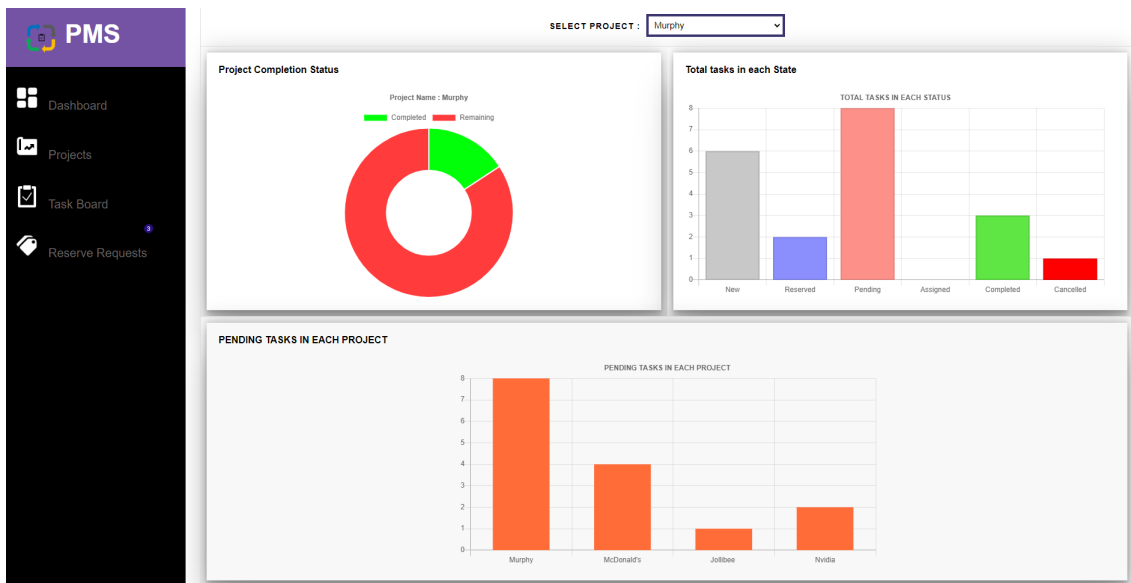 PMS
SELECT PROJECT : Murphy
Dashboard
Projects
Task Board
3
Reserve Requests
Project Completion Status
Project Name : Murphy
Completed Remaining
Total tasks in each State
TOTAL TASKS IN EACH STATUS
8
7
6
5
4
3
2
1
0
New Reserved Pending Assigned Completed Cancelled
PENDING TASKS IN EACH PROJECT
PENDING TASKS IN EACH PROJECT
8
7
6
5
4
3
2
1
0
Murphy McDonald's Jollibee Nvidia